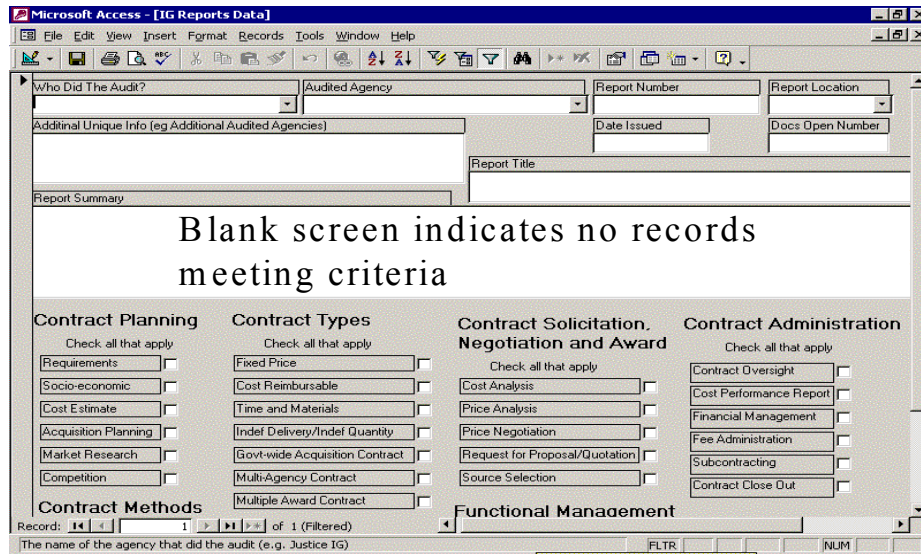 Microsoft Access - [IG Reports Data]
File Edit View Insert Format Records Tools Window Help
Who Did The Audit? Audited Agency Report Number Report Location
Additinal Unique Info (eg Additional Audited Agencies) Date Issued Docs Open Number
Report Title
Report Summary
Blank screen indicates no records
meeting criteria
Contract Planning
Check all that apply
Requirements
Socio-economic
Cost Estimate
Acquisition Planning
Market Research
Competition
Contract Methods
Contract Types
Check all that apply
Fixed Price
Cost Reimbursable
Time and Materials
Indef Delivery/Indef Quantity
Govt-wide Acquisition Contract
Multi-Agency Contract
Multiple Award Contract
Contract Solicitation,
Negotiation and Award
Check all that apply
Cost Analysis
Price Analysis
Price Negotiation
Request for Proposal/Quotation
Source Selection
Functional Management
Contract Administration
Check all that apply
Contract Oversight
Cost Performance Report
Financial Management
Fee Administration
Subcontracting
Contract Close Out
Record: 1 of 1 (Filtered)
The name of the agency that did the audit (e.g. Justice IG) FLTR NUM